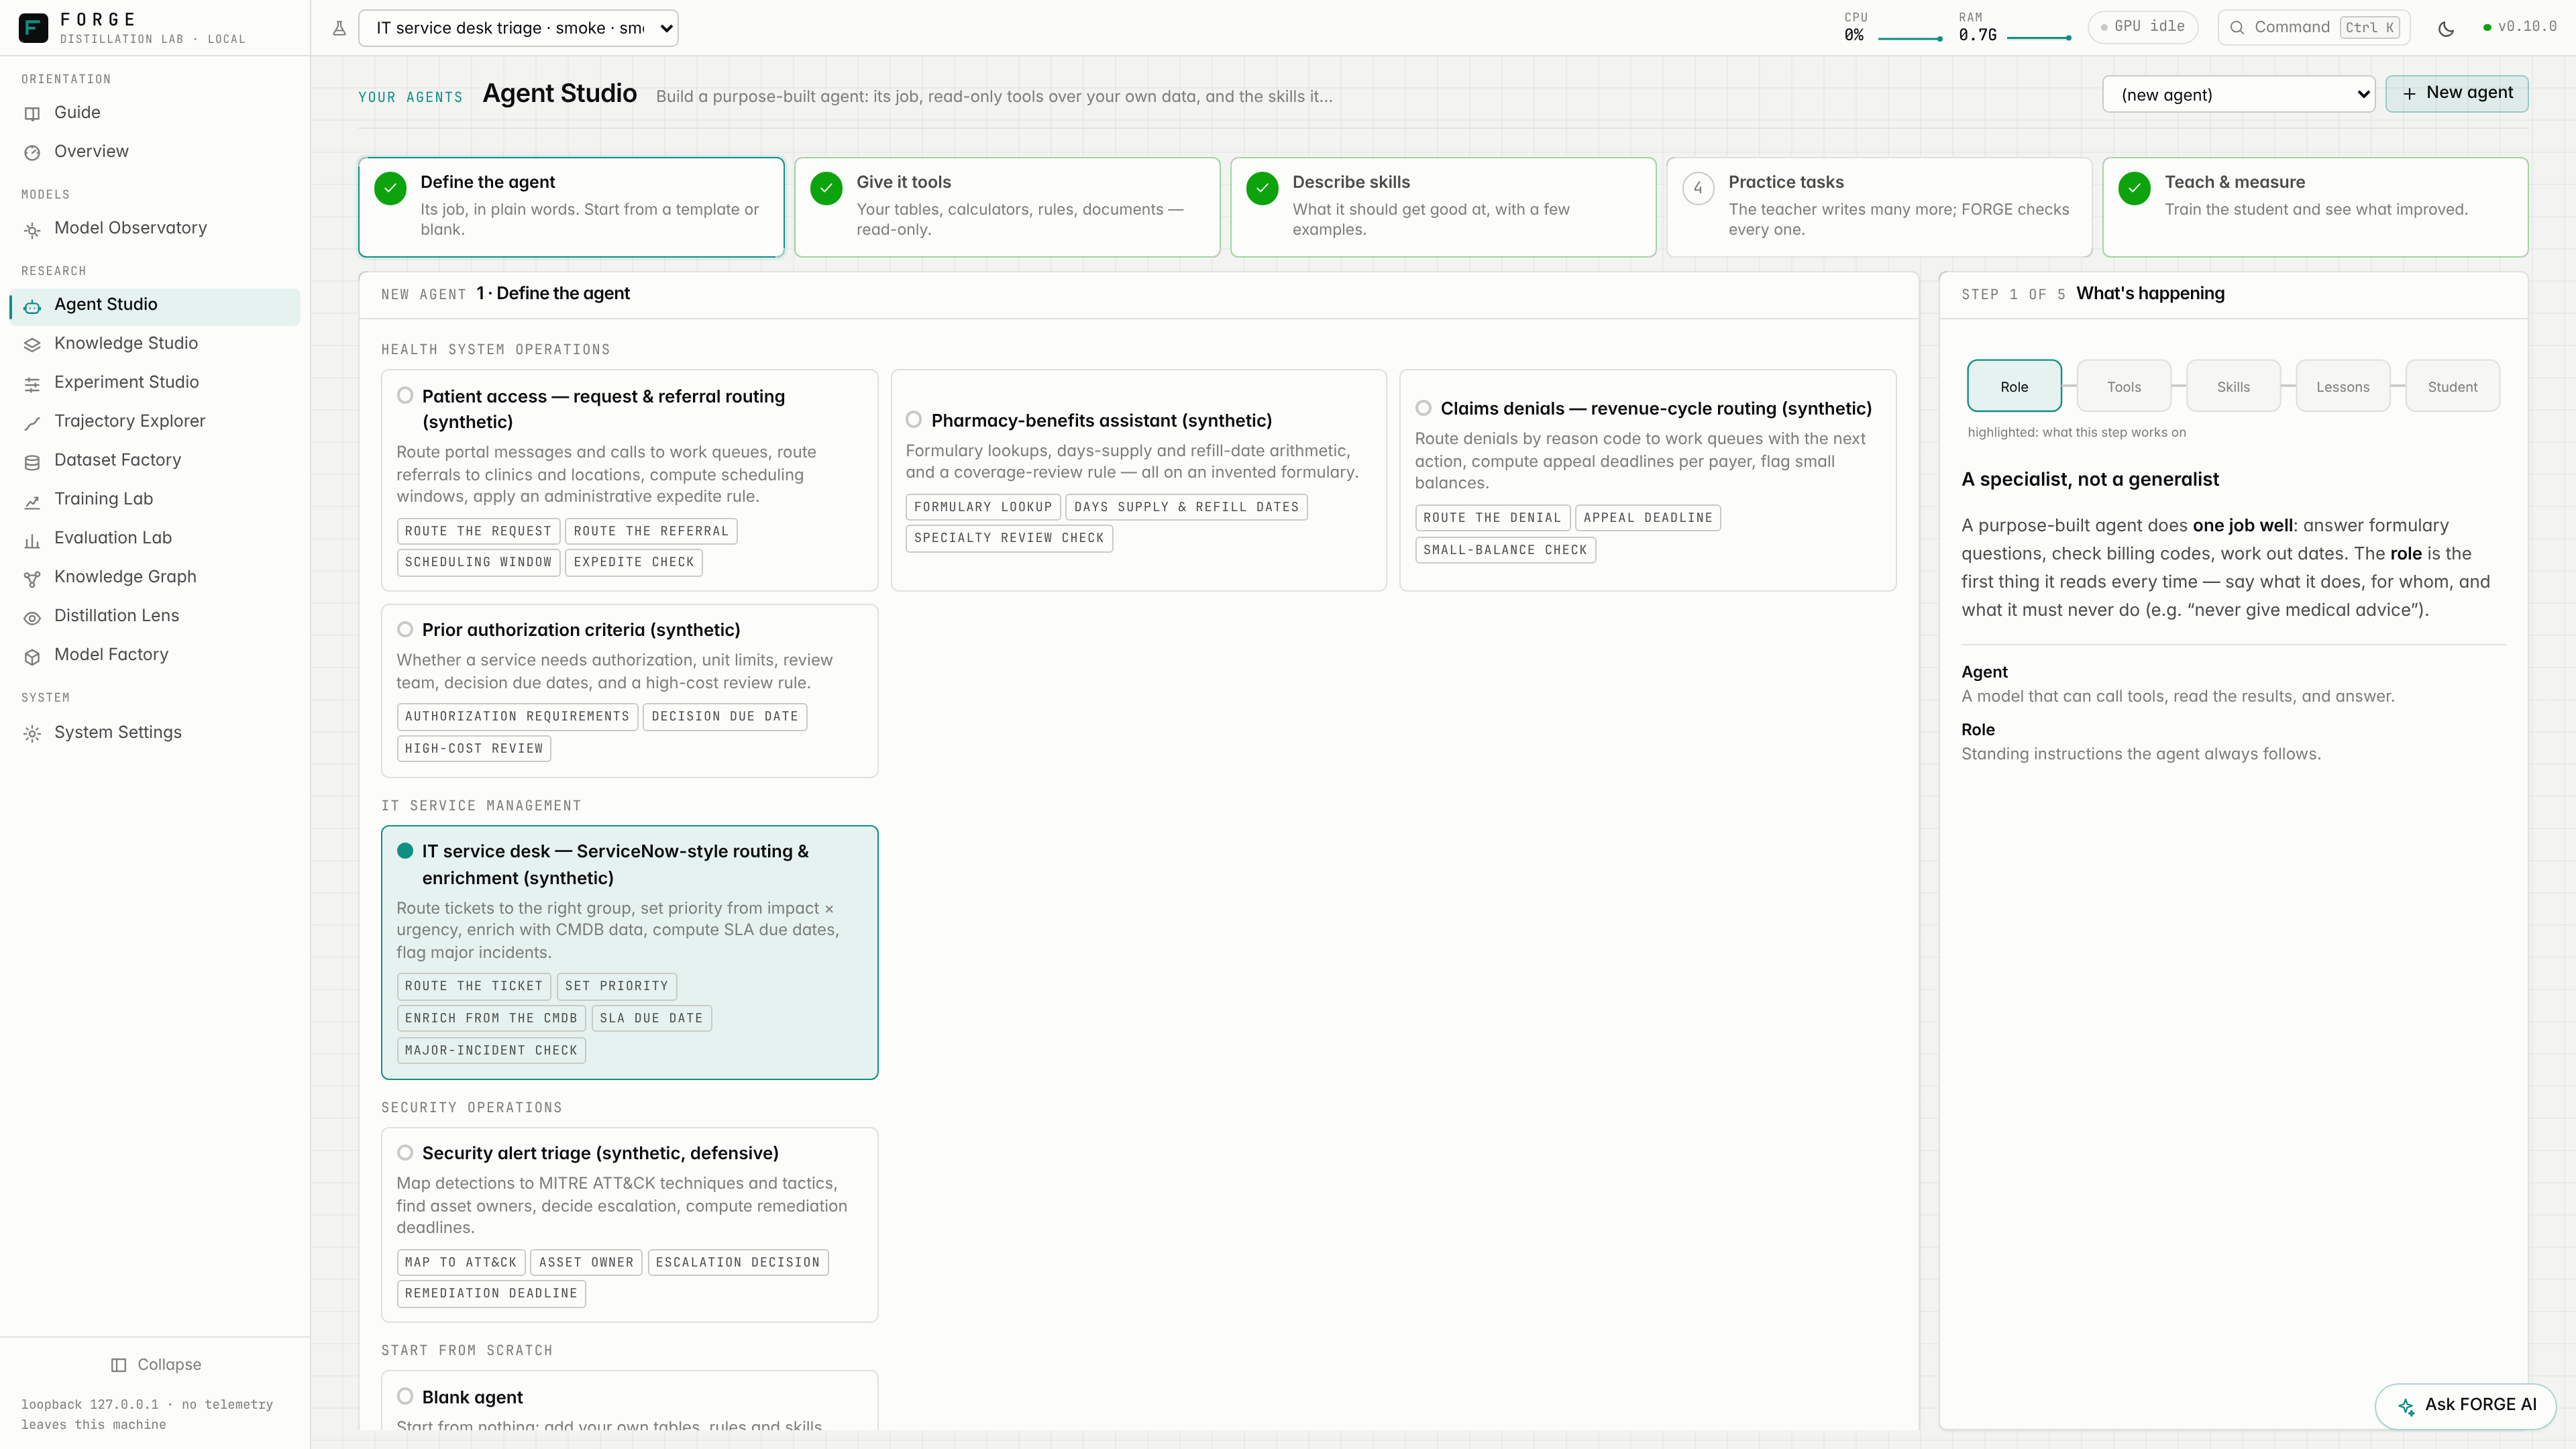 FORGE
DISTILLATION LAB · LOCAL
IT service desk triage · smoke
CPU
0%
RAM
0.7G
GPU idle
Command
Ctrl K
v0.10.0
ORIENTATION
Guide
Overview
MODELS
Model Observatory
RESEARCH
Agent Studio
Knowledge Studio
Experiment Studio
Trajectory Explorer
Dataset Factory
Training Lab
Evaluation Lab
Knowledge Graph
Distillation Lens
Model Factory
SYSTEM
System Settings
Collapse
loopback 127.0.0.1 · no telemetry
leaves this machine
YOUR AGENTS Agent Studio Build a purpose-built agent: its job, read-only tools over your own data, and the skills it...
(new agent)
+ New agent
Define the agent
Its job, in plain words. Start from a template or
blank.
Give it tools
Your tables, calculators, rules, documents —
read-only.
Describe skills
What it should get good at, with a few
examples.
4
Practice tasks
The teacher writes many more; FORGE checks
every one.
Teach & measure
Train the student and see what improved.
NEW AGENT 1 · Define the agent
HEALTH SYSTEM OPERATIONS
Patient access — request & referral routing
(synthetic)
Route portal messages and calls to work queues, route
referrals to clinics and locations, compute scheduling
windows, apply an administrative expedite rule.
ROUTE THE REQUEST ROUTE THE REFERRAL
SCHEDULING WINDOW EXPEDITE CHECK
Pharmacy-benefits assistant (synthetic)
Formulary lookups, days-supply and refill-date arithmetic,
and a coverage-review rule — all on an invented formulary.
FORMULARY LOOKUP DAYS SUPPLY & REFILL DATES
SPECIALTY REVIEW CHECK
Claims denials — revenue-cycle routing (synthetic)
Route denials by reason code to work queues with the next
action, compute appeal deadlines per payer, flag small
balances.
ROUTE THE DENIAL APPEAL DEADLINE
SMALL-BALANCE CHECK
Prior authorization criteria (synthetic)
Whether a service needs authorization, unit limits, review
team, decision due dates, and a high-cost review rule.
AUTHORIZATION REQUIREMENTS DECISION DUE DATE
HIGH-COST REVIEW
IT SERVICE MANAGEMENT
IT service desk — ServiceNow-style routing &
enrichment (synthetic)
Route tickets to the right group, set priority from impact ×
urgency, enrich with CMDB data, compute SLA due dates,
flag major incidents.
ROUTE THE TICKET SET PRIORITY
ENRICH FROM THE CMDB SLA DUE DATE
MAJOR-INCIDENT CHECK
SECURITY OPERATIONS
Security alert triage (synthetic, defensive)
Map detections to MITRE ATT&CK techniques and tactics,
find asset owners, decide escalation, compute remediation
deadlines.
MAP TO ATT&CK ASSET OWNER ESCALATION DECISION
REMEDIATION DEADLINE
START FROM SCRATCH
Blank agent
Start from nothing: add your own tables, rules and skills.
STEP 1 OF 5 What's happening
Role Tools Skills Lessons Student
highlighted: what this step works on
A specialist, not a generalist
A purpose-built agent does one job well: answer formulary
questions, check billing codes, work out dates. The role is the
first thing it reads every time — say what it does, for whom, and
what it must never do (e.g. “never give medical advice”).
Agent
A model that can call tools, read the results, and answer.
Role
Standing instructions the agent always follows.
Ask FORGE AI